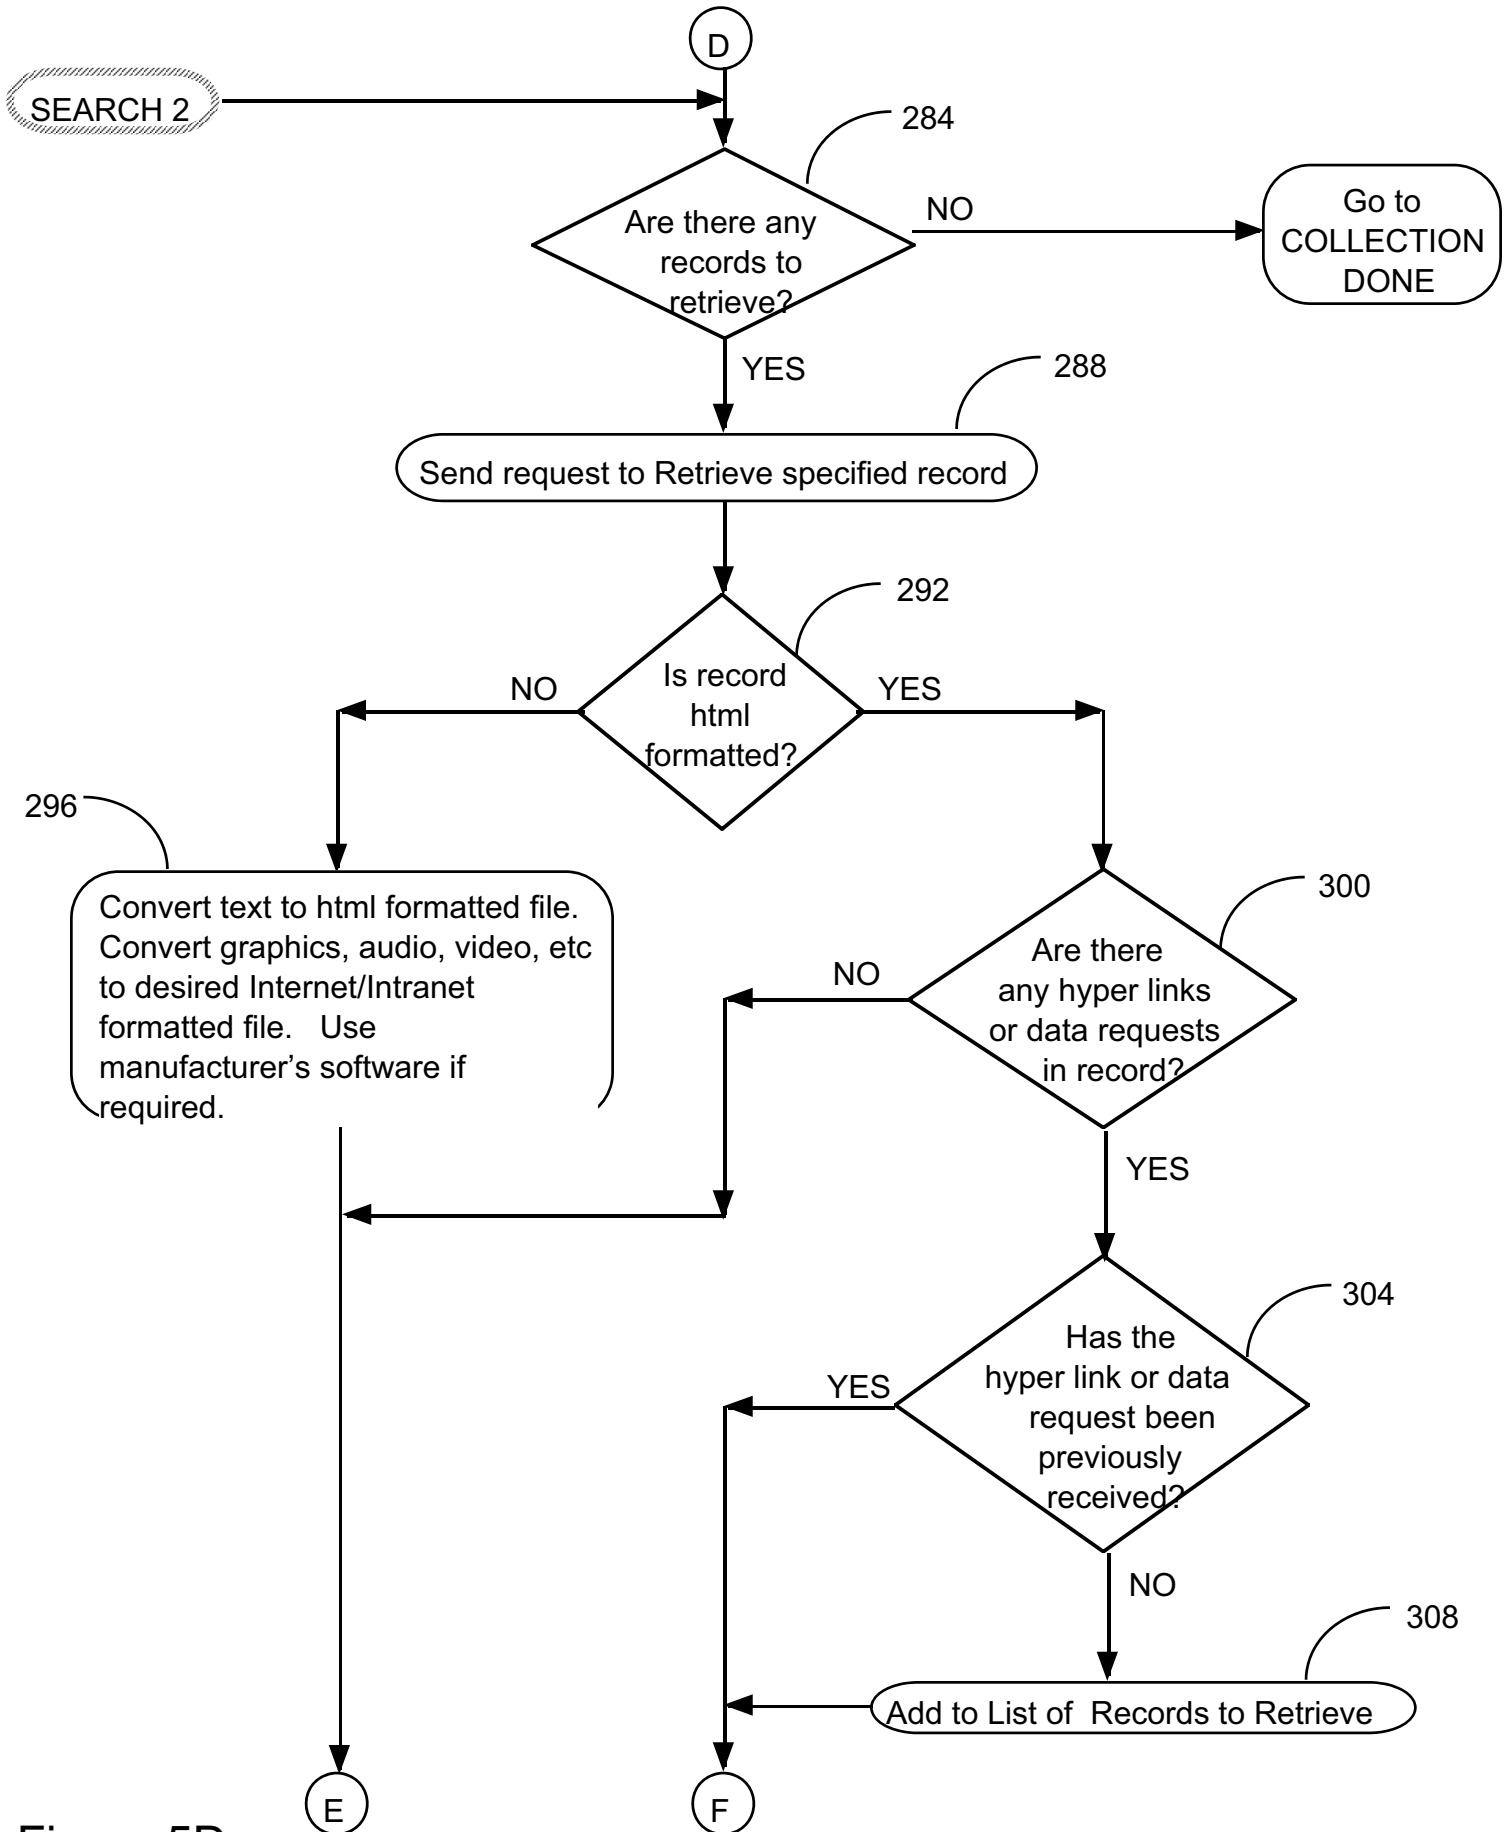 D
SEARCH 2
284
Are there any
records to
retrieve?
NO
Go to
COLLECTION
DONE
YES
288
Send request to Retrieve specified record
292
Is record
html
formatted?
NO
YES
296
Convert text to html formatted file.
Convert graphics, audio, video, etc
to desired Internet/Intranet
formatted file.   Use
manufacturer's software if
required.
300
Are there
any hyper links
or data requests
in record?
NO
YES
304
Has the
hyper link or data
request been
previously
received?
YES
NO
308
Add to List of  Records to Retrieve
E
F